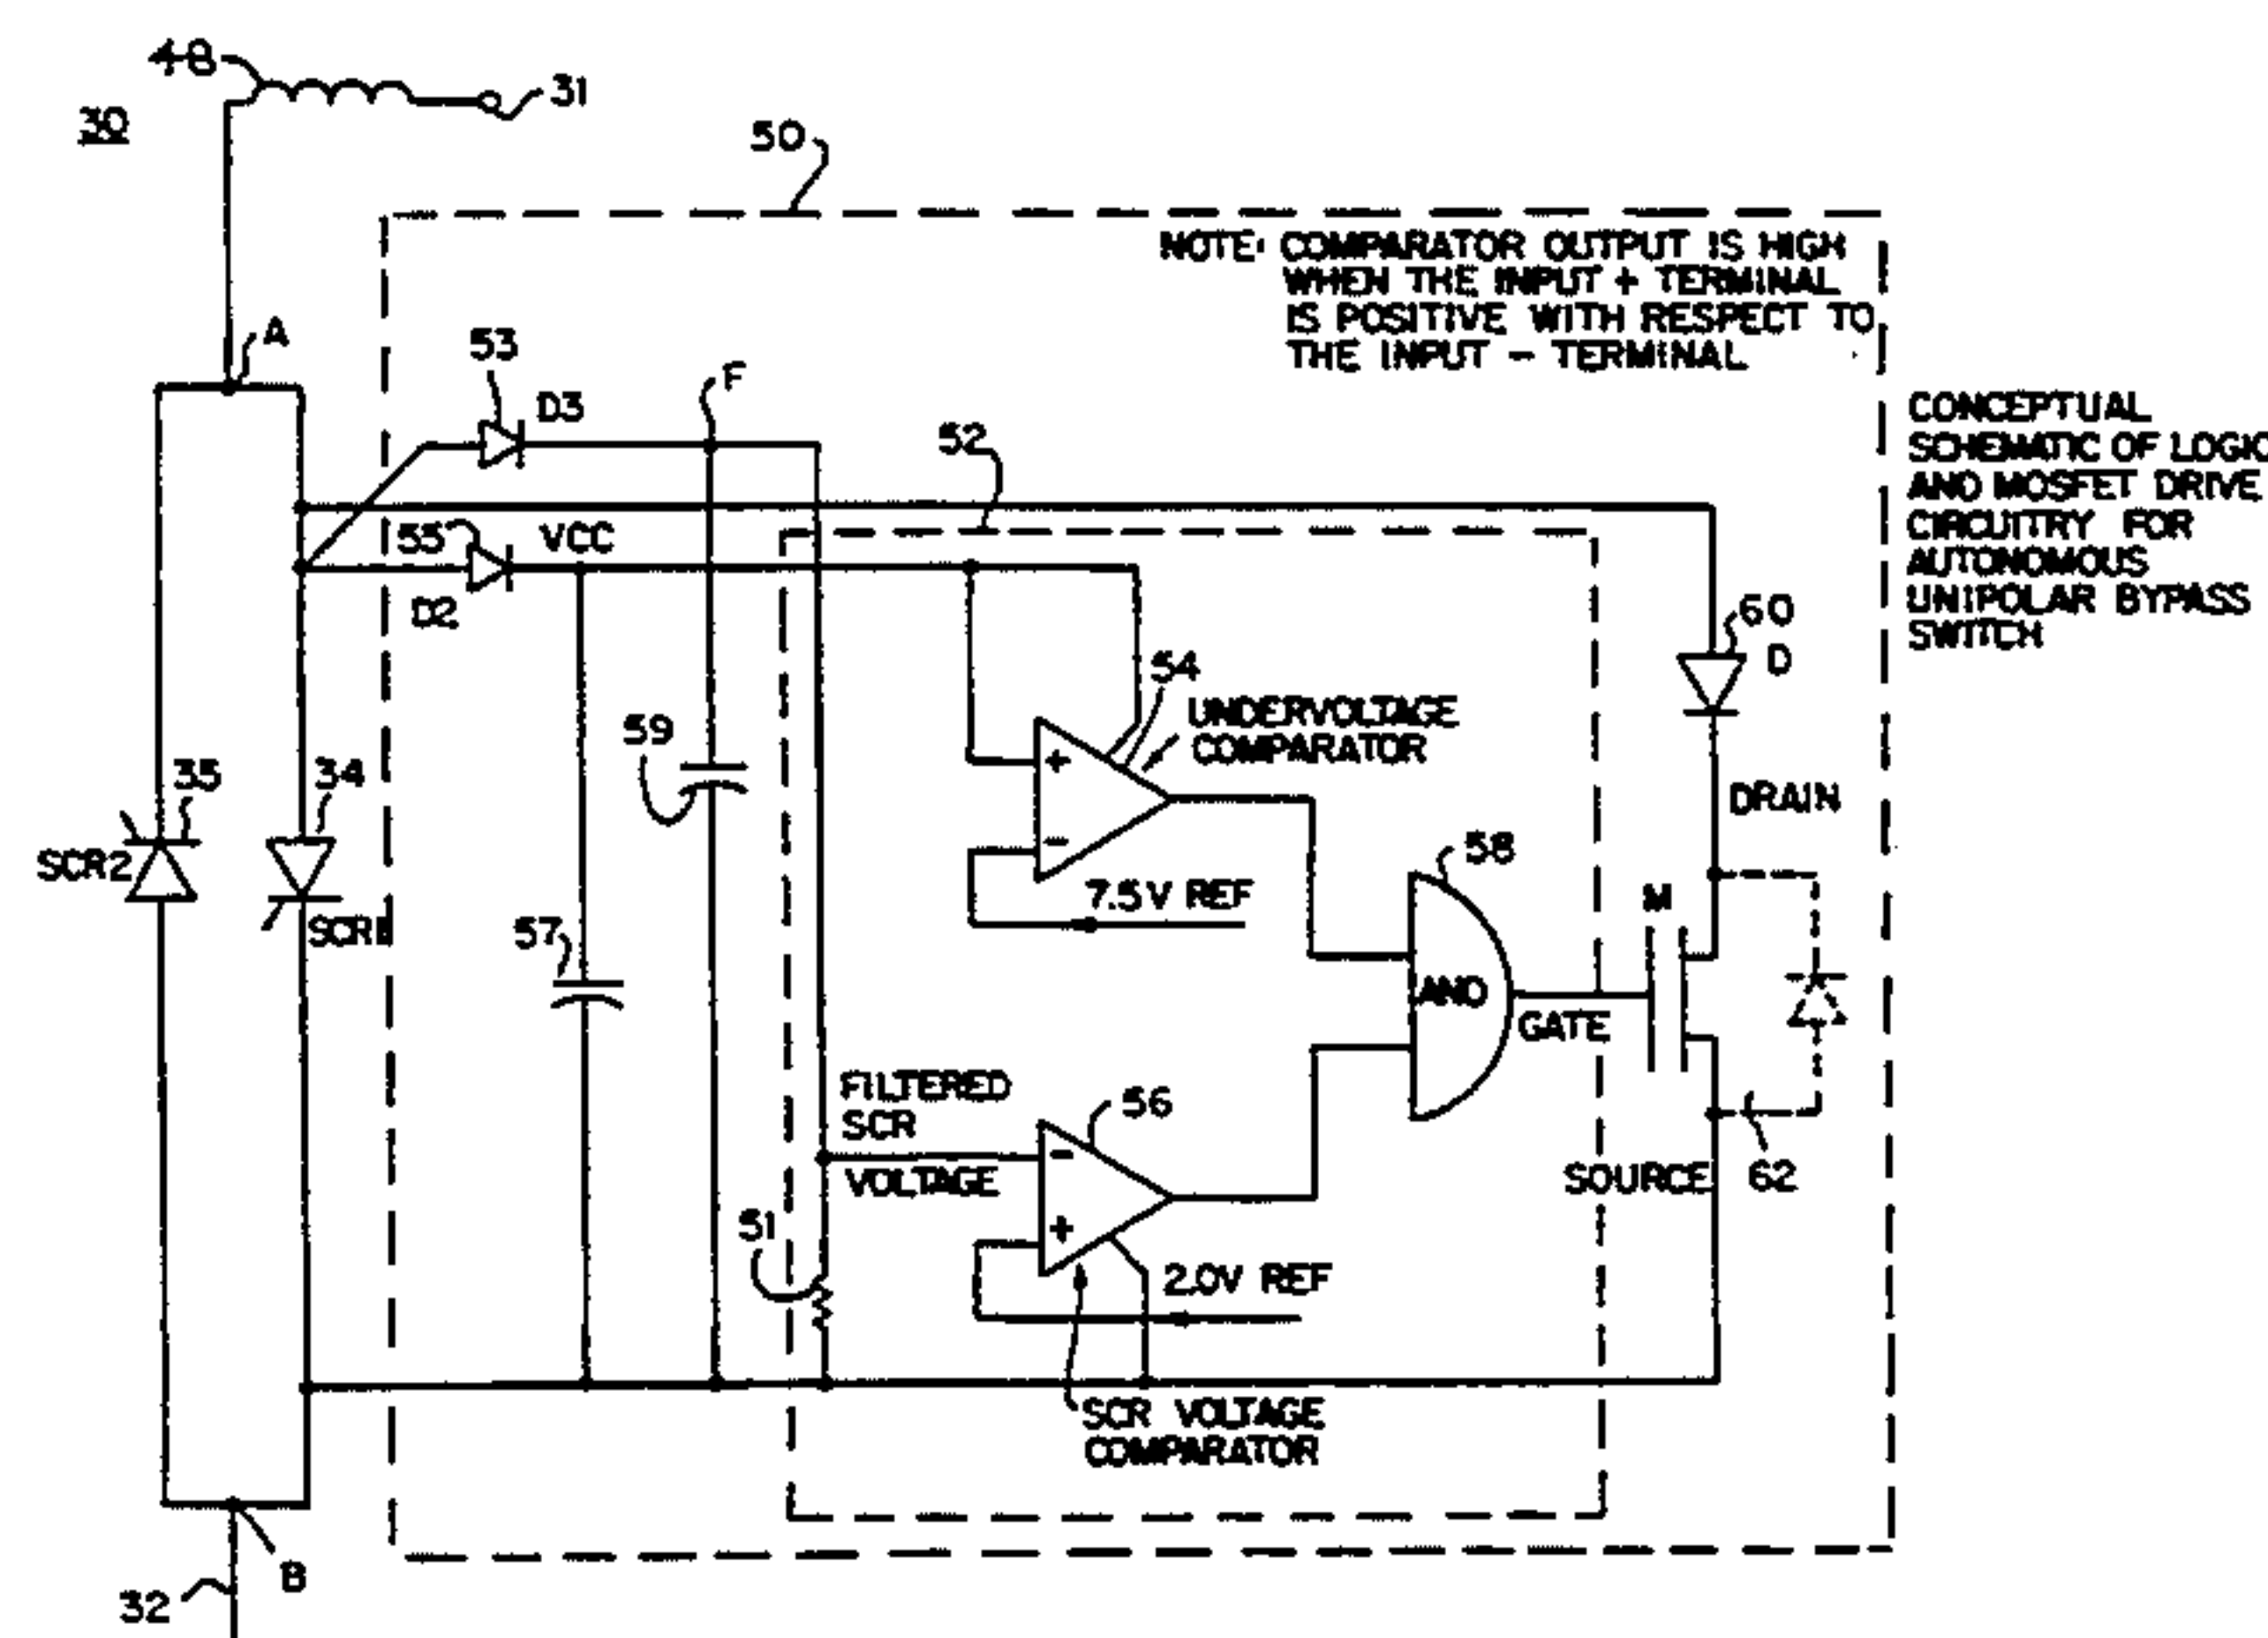 48
31
30
50
NOTE: COMPARATOR OUTPUT IS HIGH
WHEN THE INPUT + TERMINAL
IS POSITIVE WITH RESPECT TO
THE INPUT - TERMINAL
A
53
D3
F
52
CONCEPTUAL
SCHEMATIC OF LOGIC
AND MOSFET DRIVE
CIRCUITRY FOR
AUTONOMOUS
UNIPOLAR BYPASS
SWITCH
55
VCC
D2
60
D
54
UNDERVOLTAGE
COMPARATOR
59
+
-
35
34
DRAIN
SCR2
SCR1
57
7.5V REF
58
M
AND
GATE
FILTERED
SCR
VOLTAGE
56
-
+
SOURCE
62
51
2.0V REF
SCR VOLTAGE
COMPARATOR
B
32